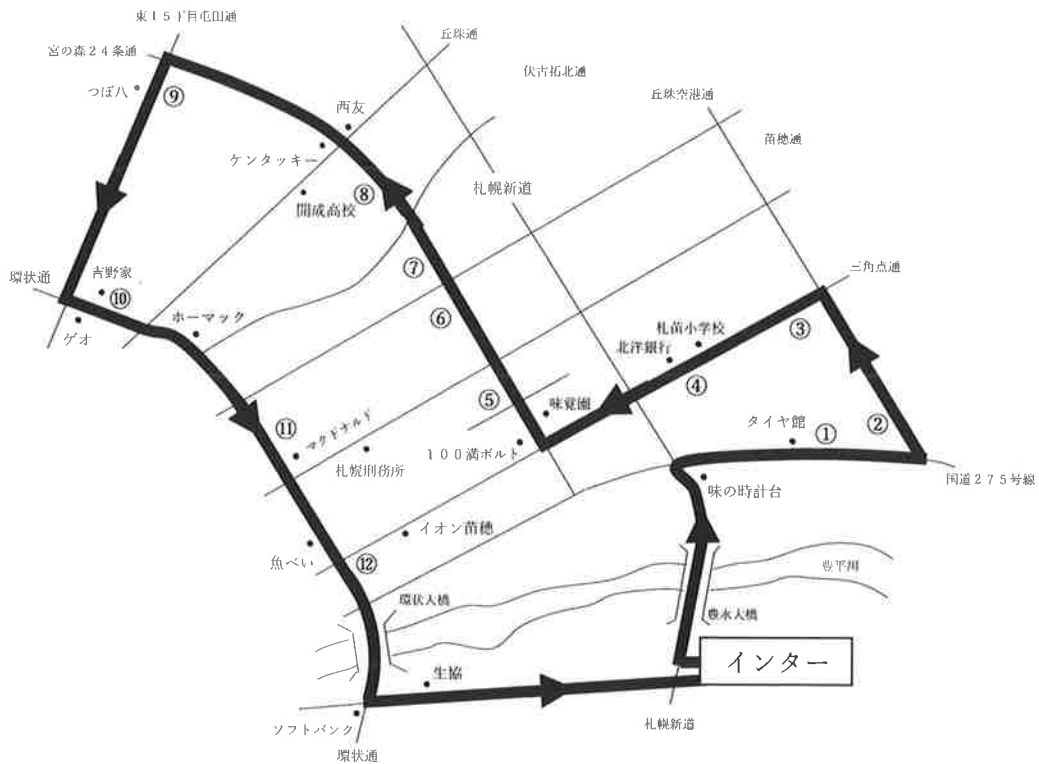 東１５丁目屯田通
宮の森２４条通
丘珠通
伏古拓北通
つぼ八
⑨
西友
丘珠空港通
ケンタッキー
苗穂通
⑧
札幌新道
開成高校
環状通
吉野家
⑩
⑦
三角点通
ゲオ
ホーマック
⑥
札苗小学校
③
北洋銀行
④
⑤
味覚園
⑪
マクドナルド
タイヤ館
①
②
１００満ボルト
札幌刑務所
国道２７５号線
味の時計台
イオン苗穂
魚べい
⑫
豊平川
環状大橋
豊水大橋
インター
生協
ソフトバンク
札幌新道
環状通